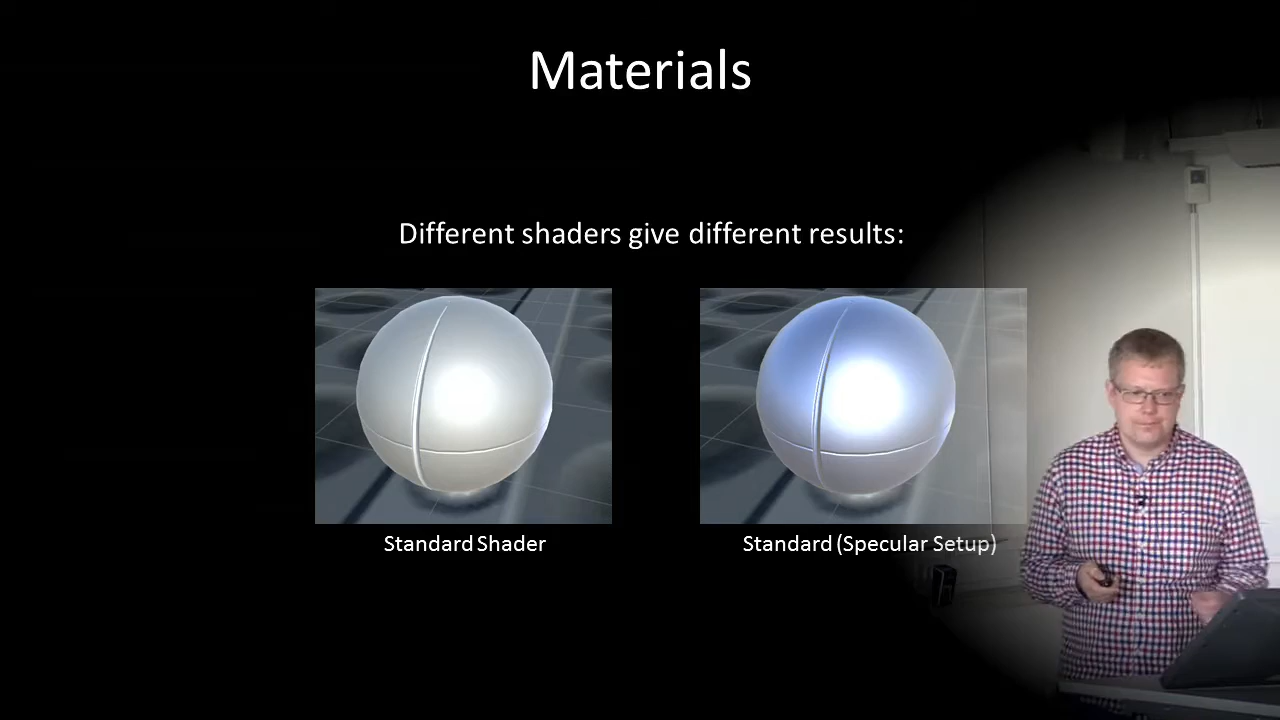 Materials
Different shaders give different results:
Standard Shader
Standard (Specular Setup)